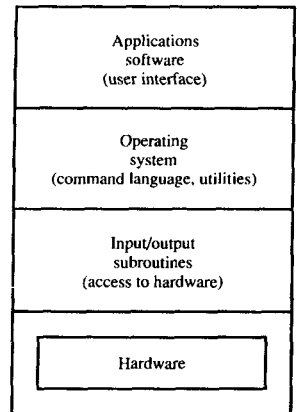 Applications
software
(user interface)
Operating
system
(command language, utilities)
Input/output
subroutines
(access to hardware)
Hardware